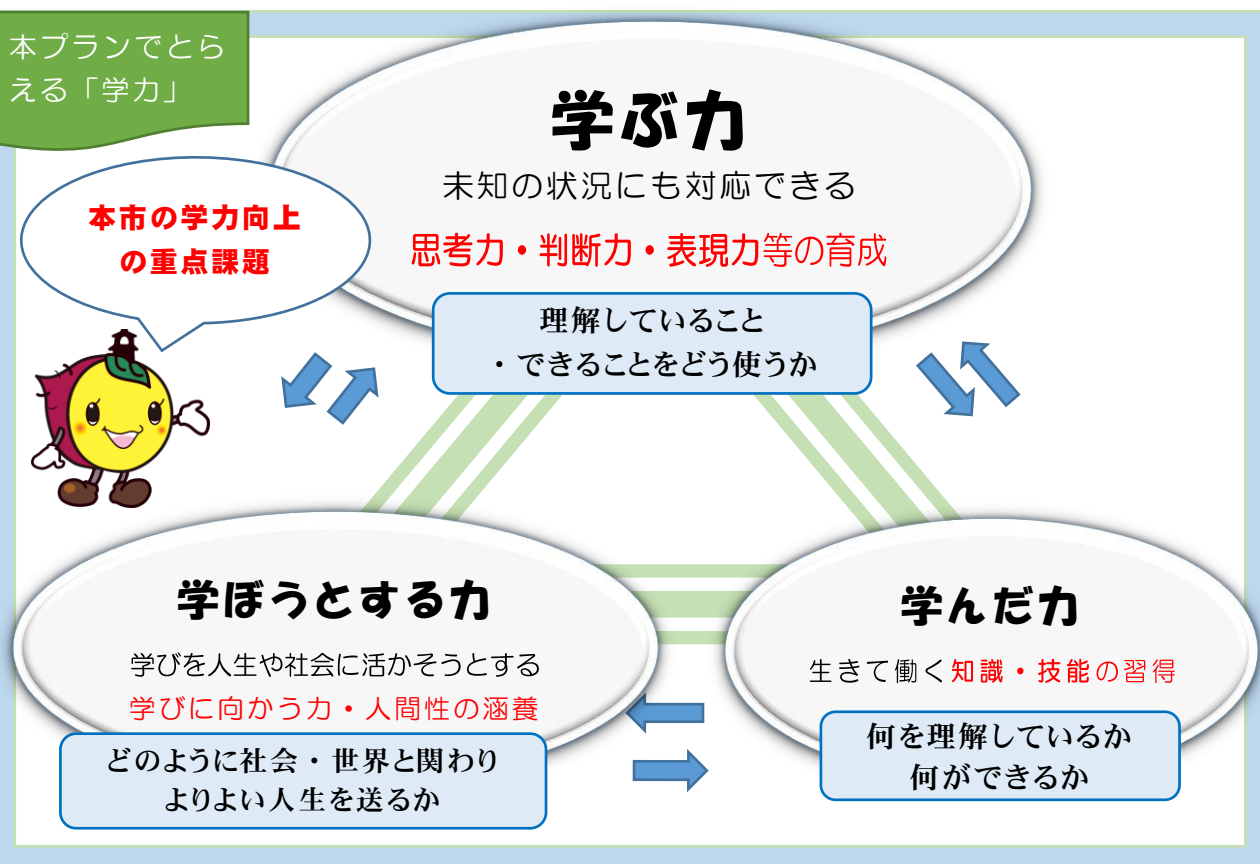 本プランでとら
える「学力」
学ぶ力
未知の状況にも対応できる
思考力・判断力・表現力等の育成
理解していること
・できることをどう使うか
本市の学力向上
の重点課題
学ぼうとする力
学びを人生や社会に活かそうとする
学びに向かう力・人間性の涵養
どのように社会・世界と関わり
よりよい人生を送るか
学んだ力
生きて働く知識・技能の習得
何を理解しているか
何ができるか